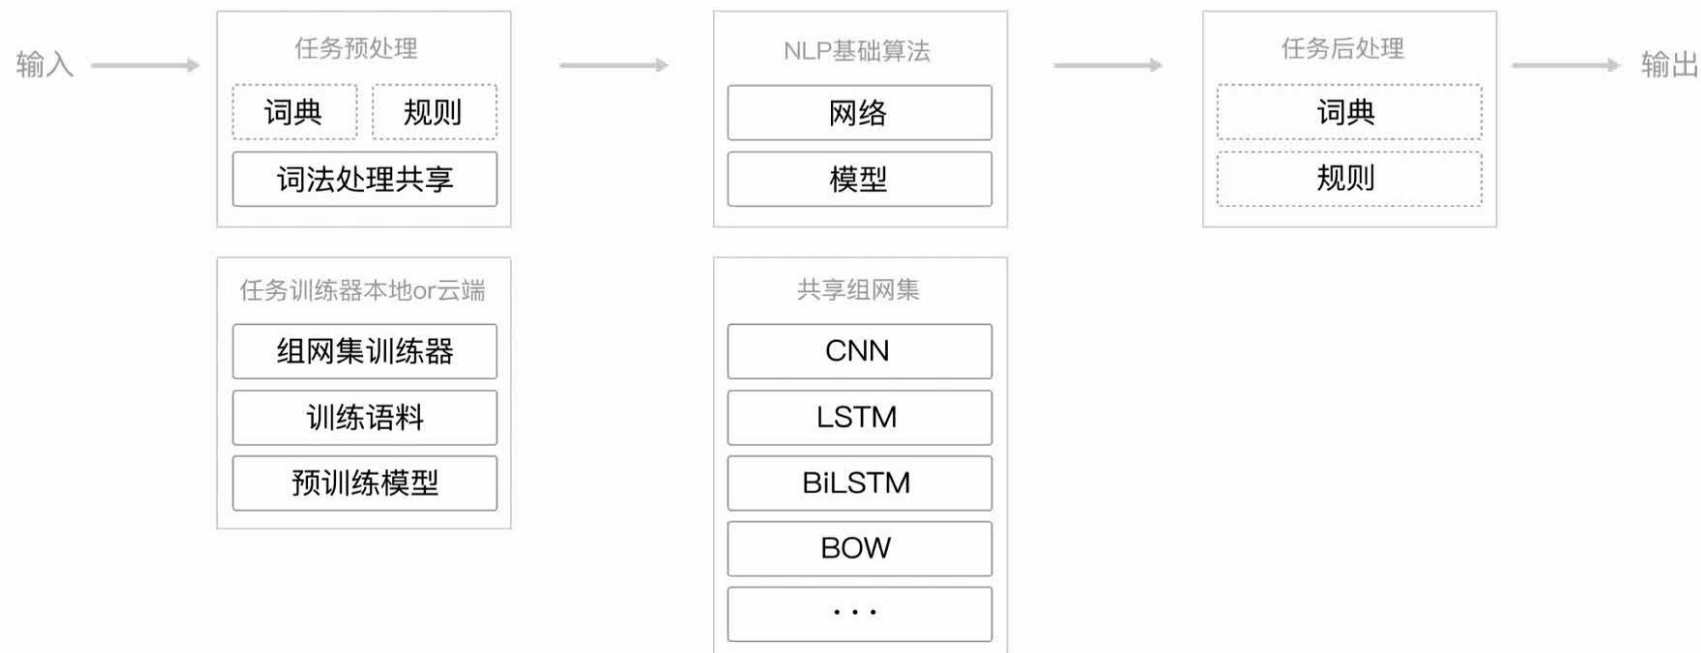 输入
任务预处理
词典 规则
词法处理共享
NLP基础算法
网络
模型
任务后处理
词典
规则
输出
任务训练器本地or云端
组网集训练器
训练语料
预训练模型
共享组网集
CNN
LSTM
BiLSTM
BOW
···